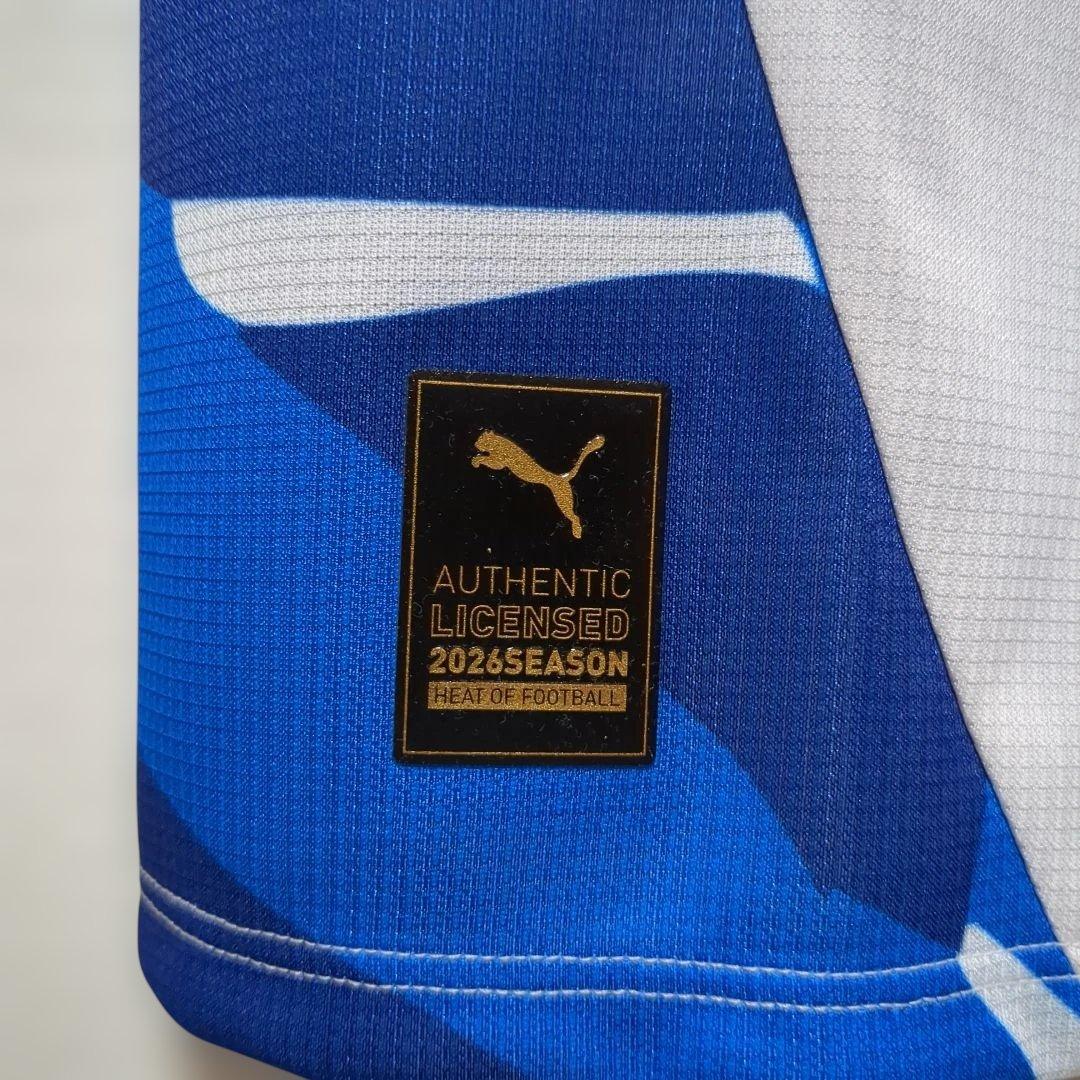 AUTHENTIC
LICENSED
2026SEASON
HEAT OF FOOTBALL